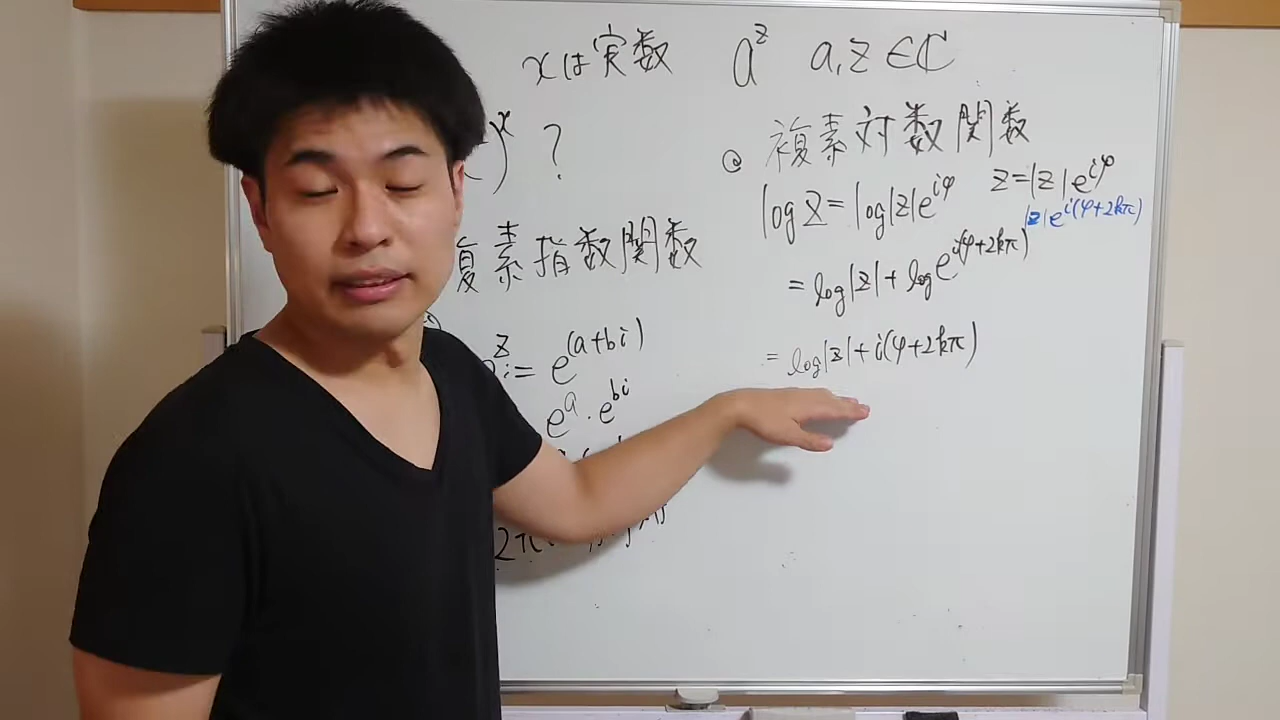 xは実数 a^z a,z∈ℂ
)^x ?
複素指数関数
e^z := e^(a+bi)
e^a・e^bi
2πi
@ 複素対数関数
log z = log|z|e^iφ z=|z|e^iφ
|z|e^i(φ+2kπ)
= log|z| + log e^i(φ+2kπ)
= log|z| + i(φ+2kπ)